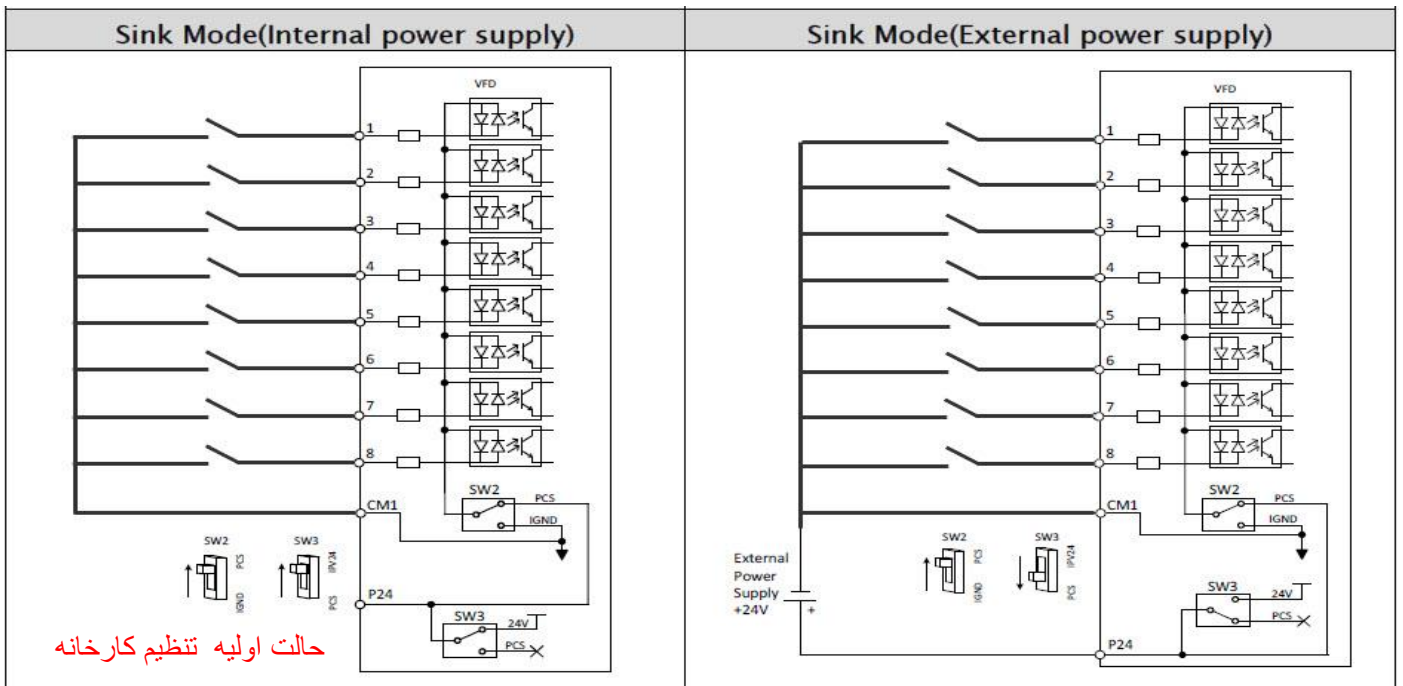 Sink Mode(Internal power supply)
VFD
1
2
3
4
5
6
7
8
SW2
PCS
IGND
CM1
SW2
PCS
IGND
SW3
IPV24
PCS
P24
SW3
24V
PCS
حالت اولیه تنظیم کارخانه
Sink Mode(External power supply)
VFD
1
2
3
4
5
6
7
8
SW2
PCS
IGND
CM1
SW2
PCS
IGND
SW3
IPV24
PCS
External
Power
Supply
+24V
+
SW3
24V
PCS
P24